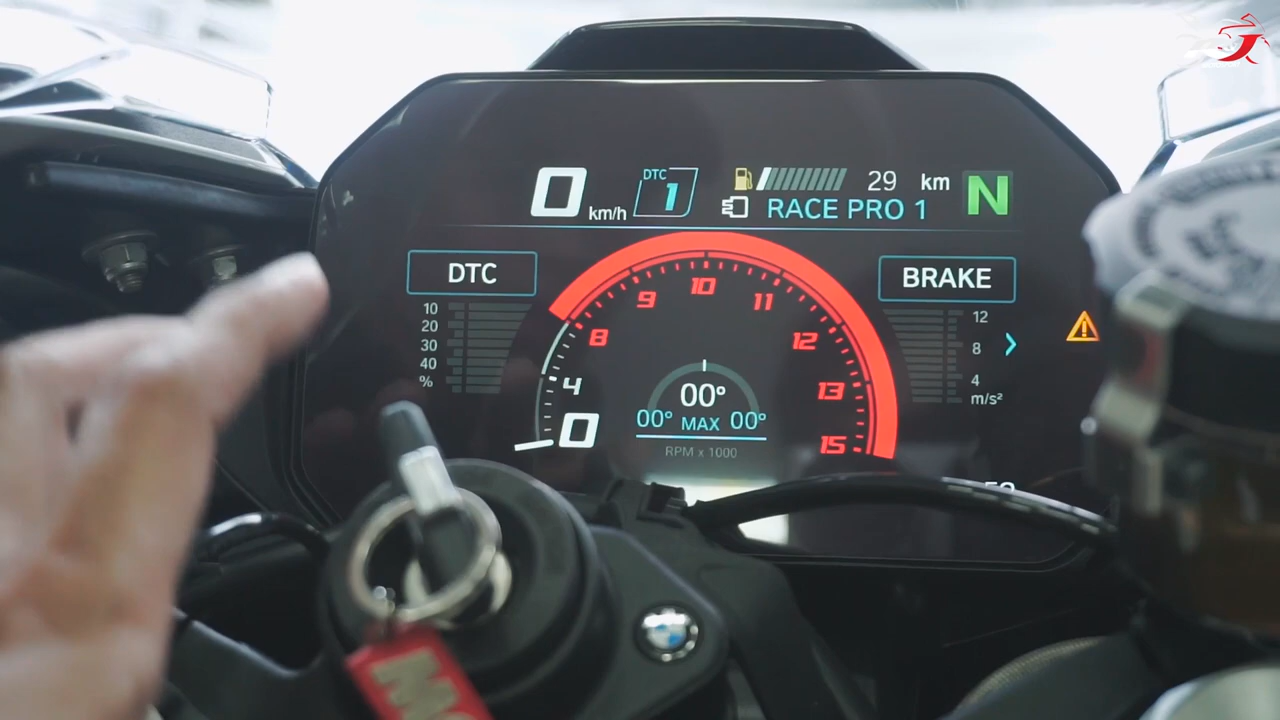 0 km/h
DTC
1
29 km
RACE PRO 1
N
DTC
BRAKE
10
20
30
40
%
12
8
4
m/s²
0
4
8
9
10
11
12
13
15
00°
00° MAX 00°
RPM x 1000